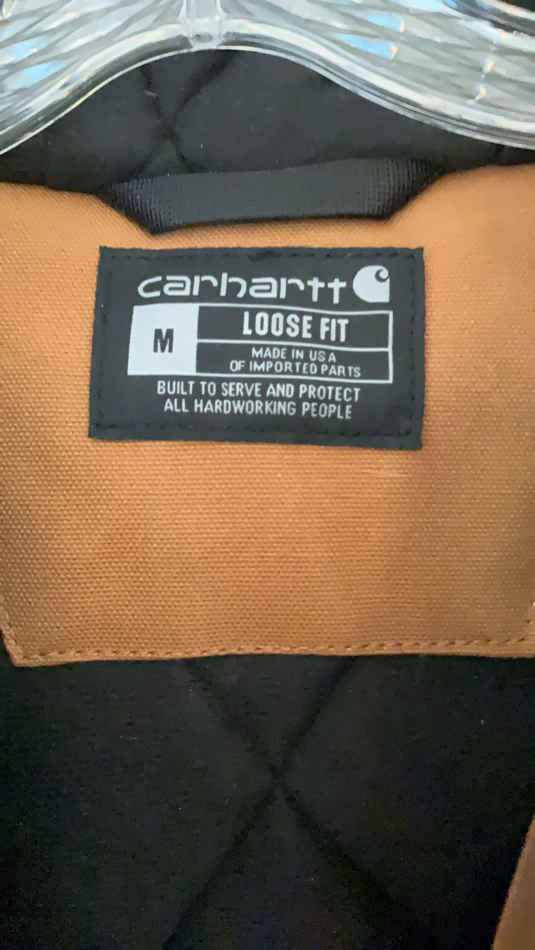 carhartt
M
LOOSE FIT
MADE IN USA
OF IMPORTED PARTS
BUILT TO SERVE AND PROTECT
ALL HARDWORKING PEOPLE